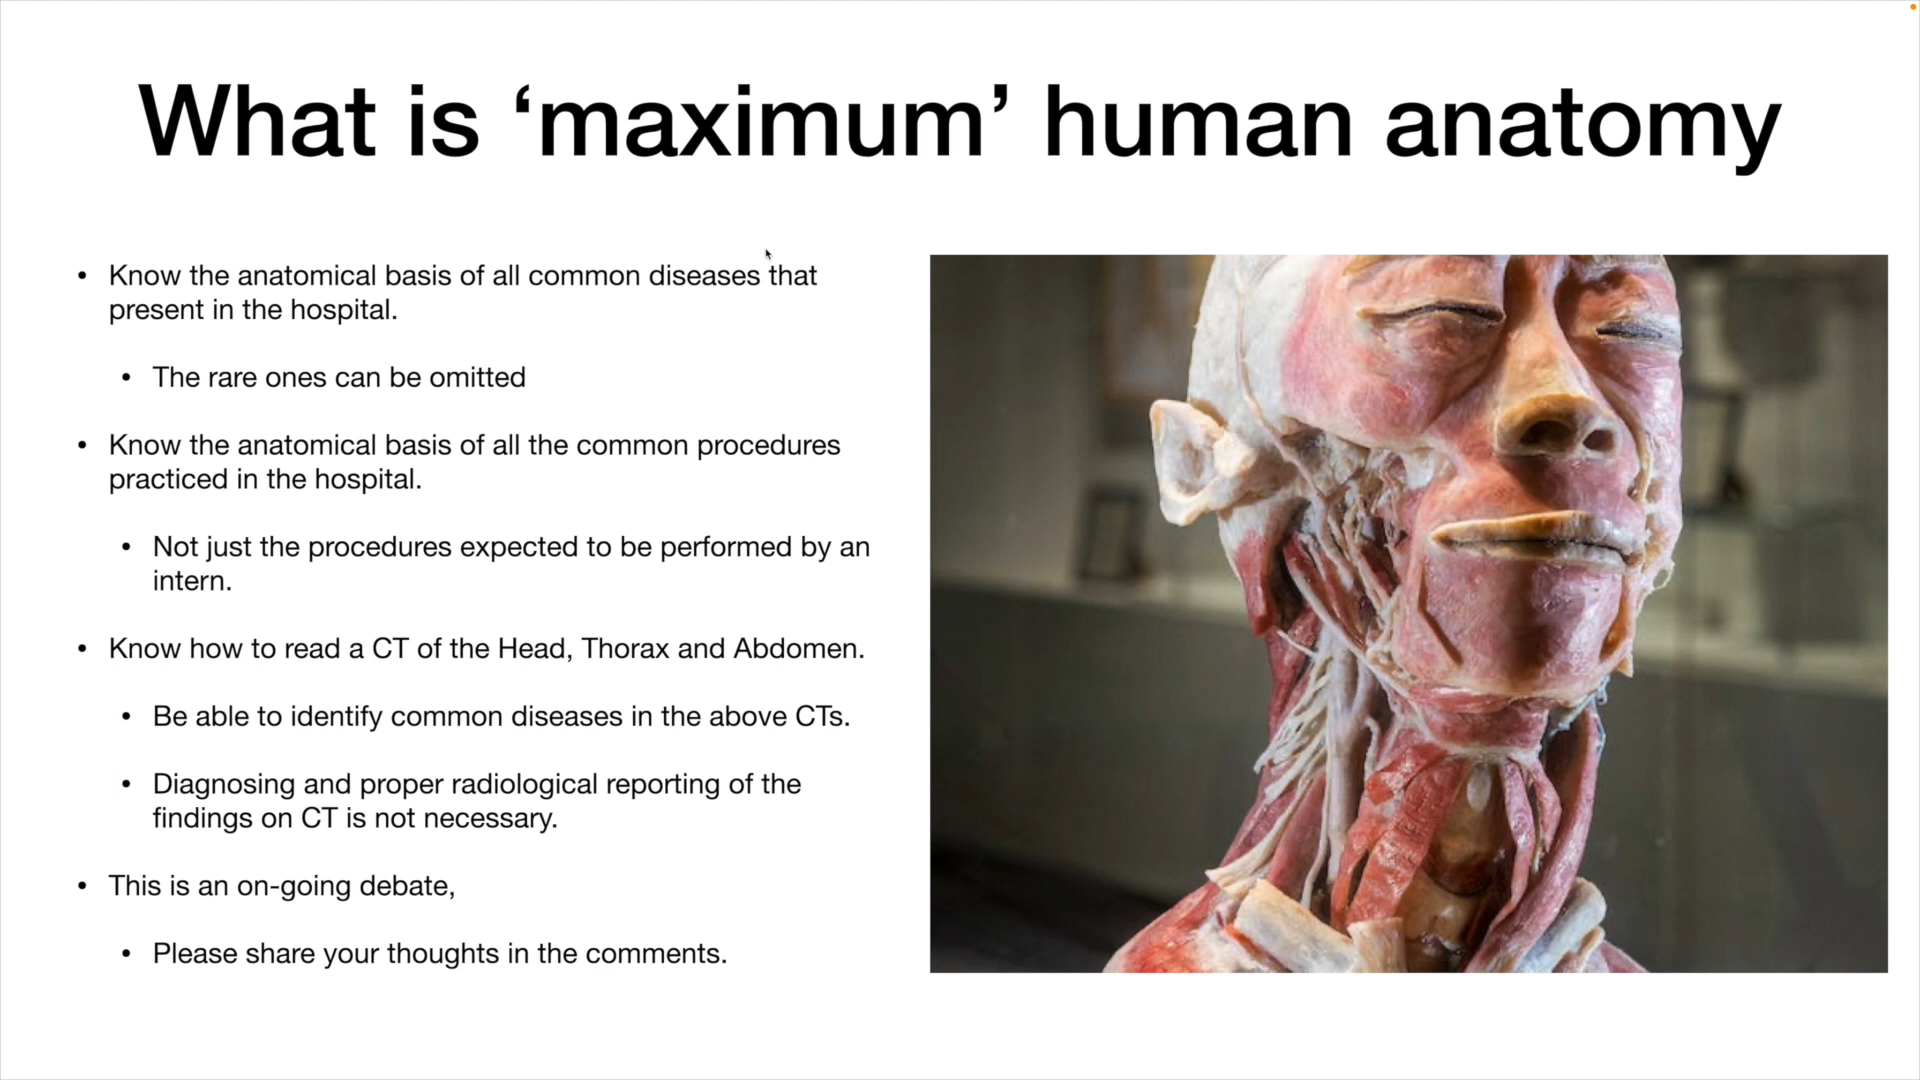 What is ‘maximum’ human anatomy
• Know the anatomical basis of all common diseases that
present in the hospital.
• The rare ones can be omitted
• Know the anatomical basis of all the common procedures
practiced in the hospital.
• Not just the procedures expected to be performed by an
intern.
• Know how to read a CT of the Head, Thorax and Abdomen.
• Be able to identify common diseases in the above CTs.
• Diagnosing and proper radiological reporting of the
findings on CT is not necessary.
• This is an on-going debate,
• Please share your thoughts in the comments.